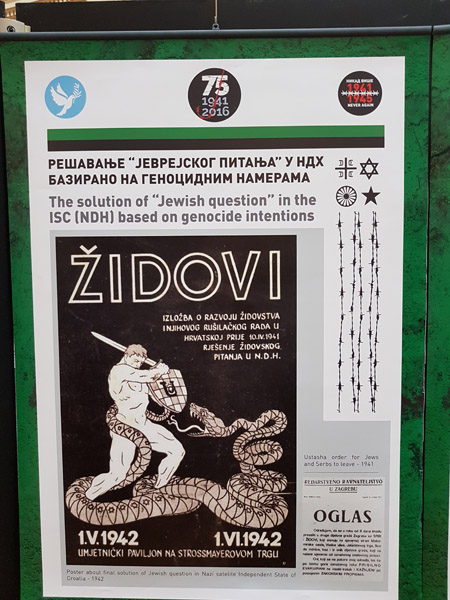 75
1941
2016
НИКАД ВИШЕ
1941
1945
NEVER AGAIN
РЕШАВАЊЕ “ЈЕВРЕЈСКОГ ПИТАЊА” У НДХ
БАЗИРАНО НА ГЕНОЦИДНИМ НАМЕРАМА
The solution of “Jewish question” in the
ISC (NDH) based on genocide intentions
ŽIDOVI
IZLOŽBA O RAZVOJU ŽIDOVSTVA
I NJIHOVOG RUŠILAČKOG RADA U
HRVATSKOJ PRIJE 10.IV.1941
RJEŠENJE ŽIDOVSKOG
PITANJA U N.D.H.
1.V.1942 1.VI.1942
UMJETNIČKI PAVILJON NA STROSSMAYEROVOM TRGU
Poster about final solution of Jewish question in Nazi satellite Independent State of
Croatia - 1942
Ustasha order for Jews
and Serbs to leave - 1941
REDARSTVENO RAVNATELJSTVO
U ZAGREBU
OGLAS